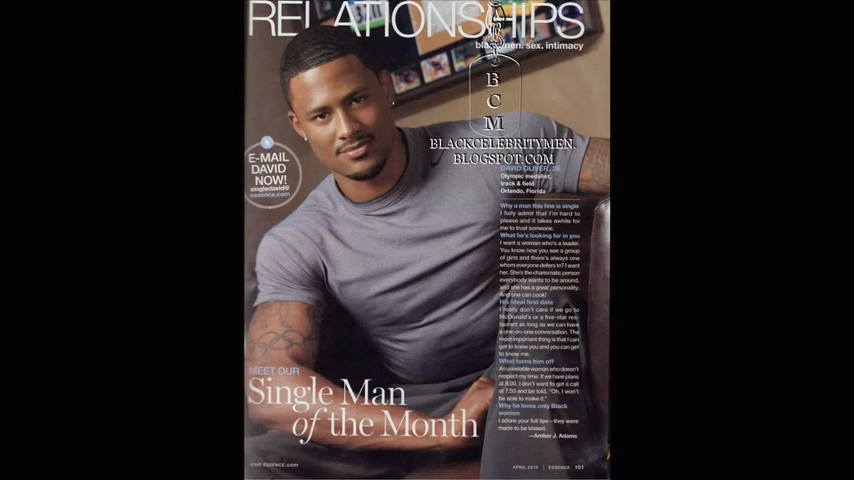 RELATIONSHIPS
black men. sex. intimacy
BCM
BLACKCELEBRITYMEN.
BLOGSPOT.COM
E-MAIL
DAVID
NOW!
singledavid@
essence.com
DAVID OLIVER, 28
Olympic medalist,
track & field
Orlando, Florida
Why a man this fine is single
I fully admit that I'm hard to
please and it takes awhile for
me to trust someone.
What he's looking for in you
I want a woman who's a leader.
You know how you see a group
of girls and there's always one
whom everyone defers to? I want
her. She's the charismatic person
everybody wants to be around,
and she has a great personality.
And she can cook!
His ideal first date
I really don't care if we go to
McDonald's or a five-star res-
taurant as long as we can have
a one-on-one conversation. The
most important thing is that I can
get to know you and you can get
to know me.
What turns him off
An unreliable woman who doesn't
respect my time. If we have plans
at 8:00, I don't want to get a call
at 7:50 and be told, "Oh, I won't
be able to make it."
Why he loves only Black
women
I adore your full lips—they were
made to be kissed.
—Amber J. Adams
MEET OUR
Single Man
of the Month
visit ESSENCE.com
APRIL 2010 | ESSENCE 101